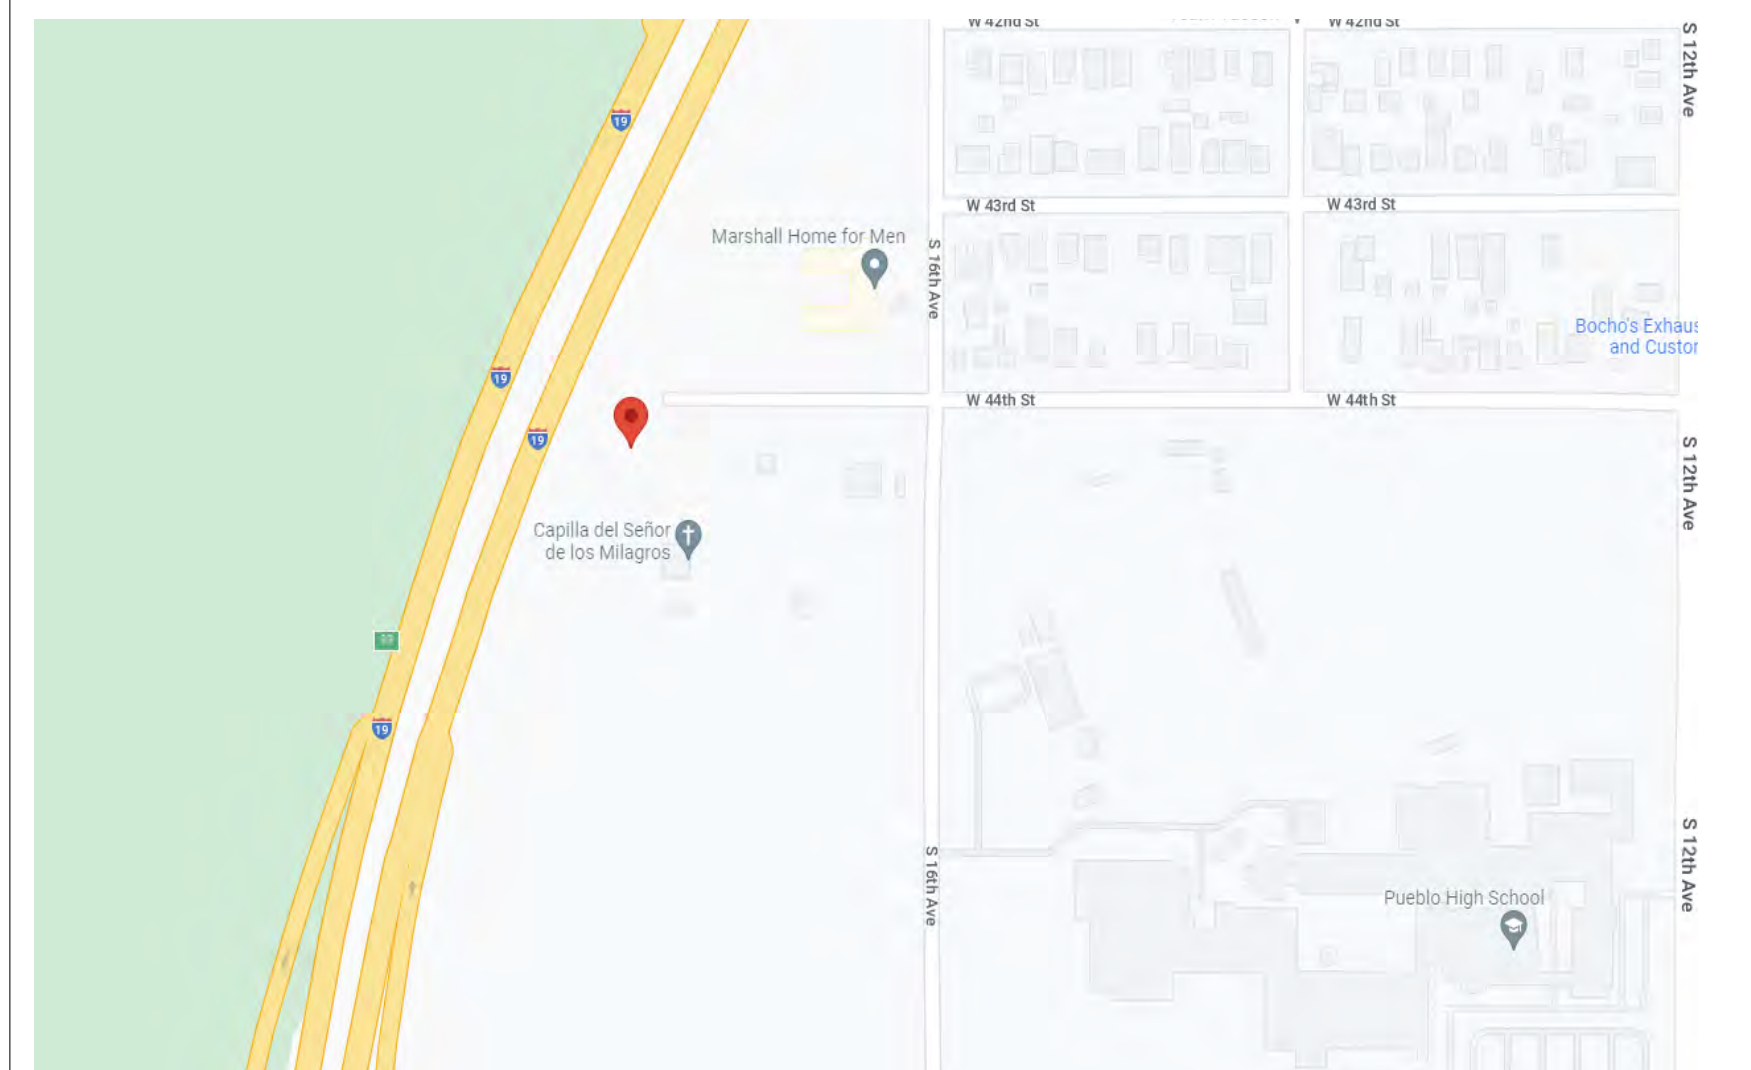 W 42nd St
W 42nd St
S 12th Ave
19
Marshall Home for Men
W 43rd St
W 43rd St
S 16th Ave
Bocho's Exhaus
and Custor
19
W 44th St
W 44th St
19
S 12th Ave
Capilla del Señor
de los Milagros
19
S 16th Ave
S 12th Ave
Pueblo High School